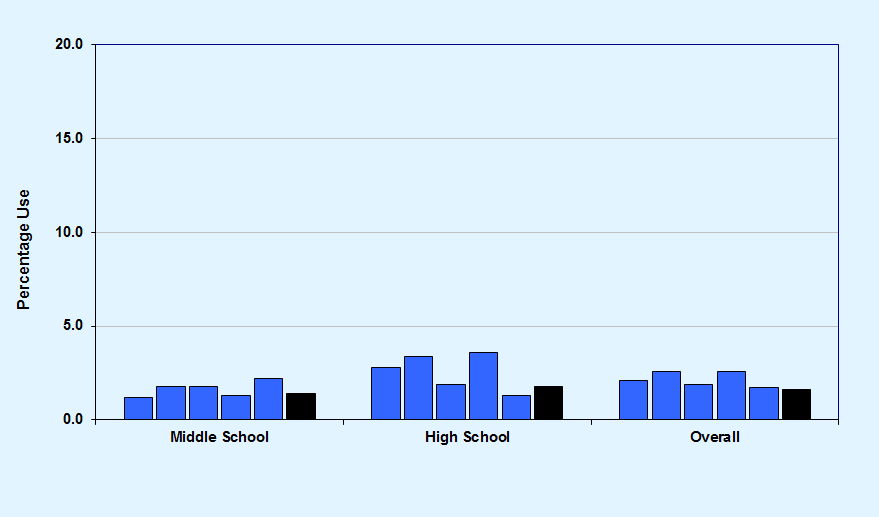 20.0
15.0
10.0
5.0
0.0
Percentage Use
Middle School
High School
Overall